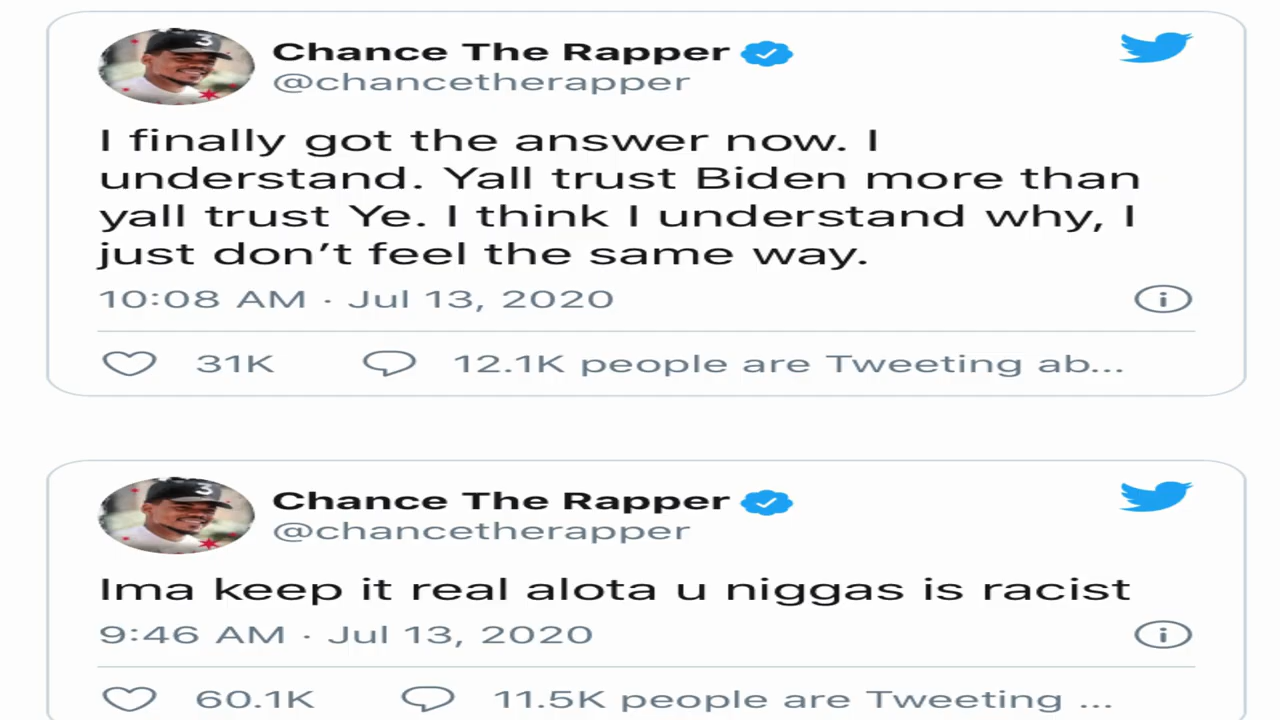 Chance The Rapper
@chancetherapper
I finally got the answer now. I
understand. Yall trust Biden more than
yall trust Ye. I think I understand why, I
just don’t feel the same way.
10:08 AM · Jul 13, 2020
31K 12.1K people are Tweeting ab...
Chance The Rapper
@chancetherapper
Ima keep it real alota u niggas is racist
9:46 AM · Jul 13, 2020
60.1K 11.5K people are Tweeting ...